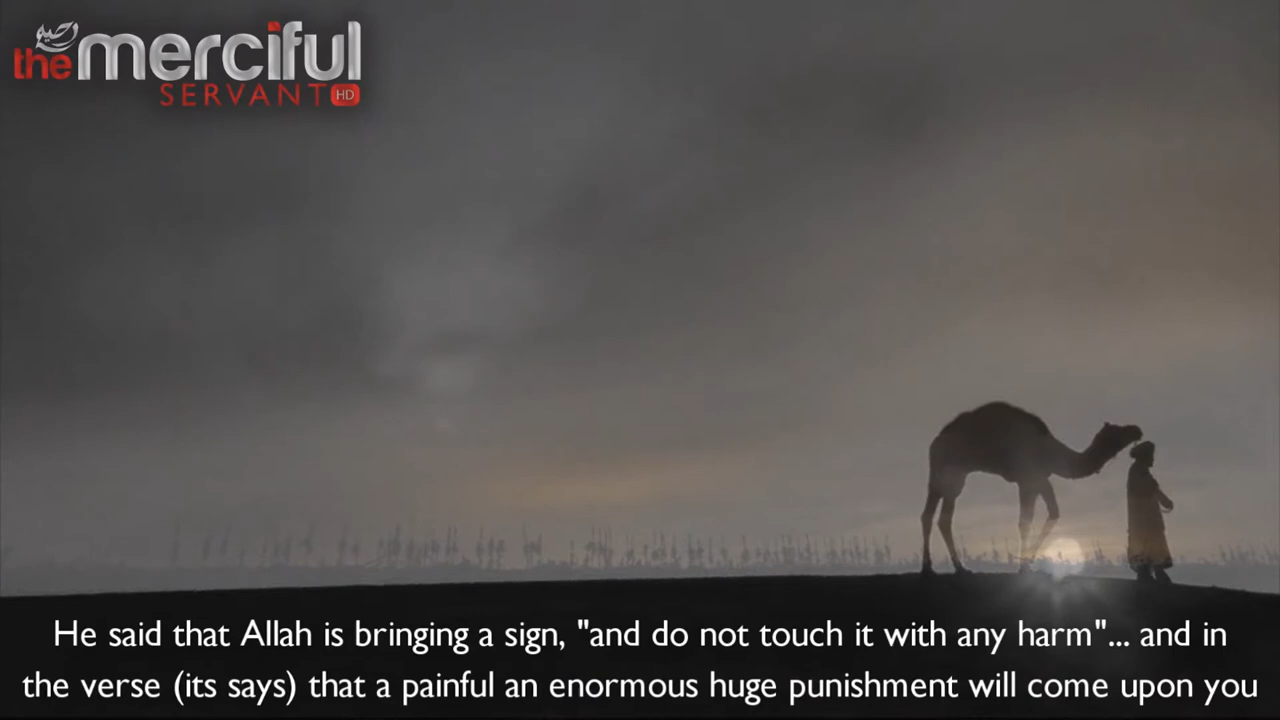 the merciful
SERVANT HD
He said that Allah is bringing a sign, "and do not touch it with any harm"... and in
the verse (its says) that a painful an enormous huge punishment will come upon you